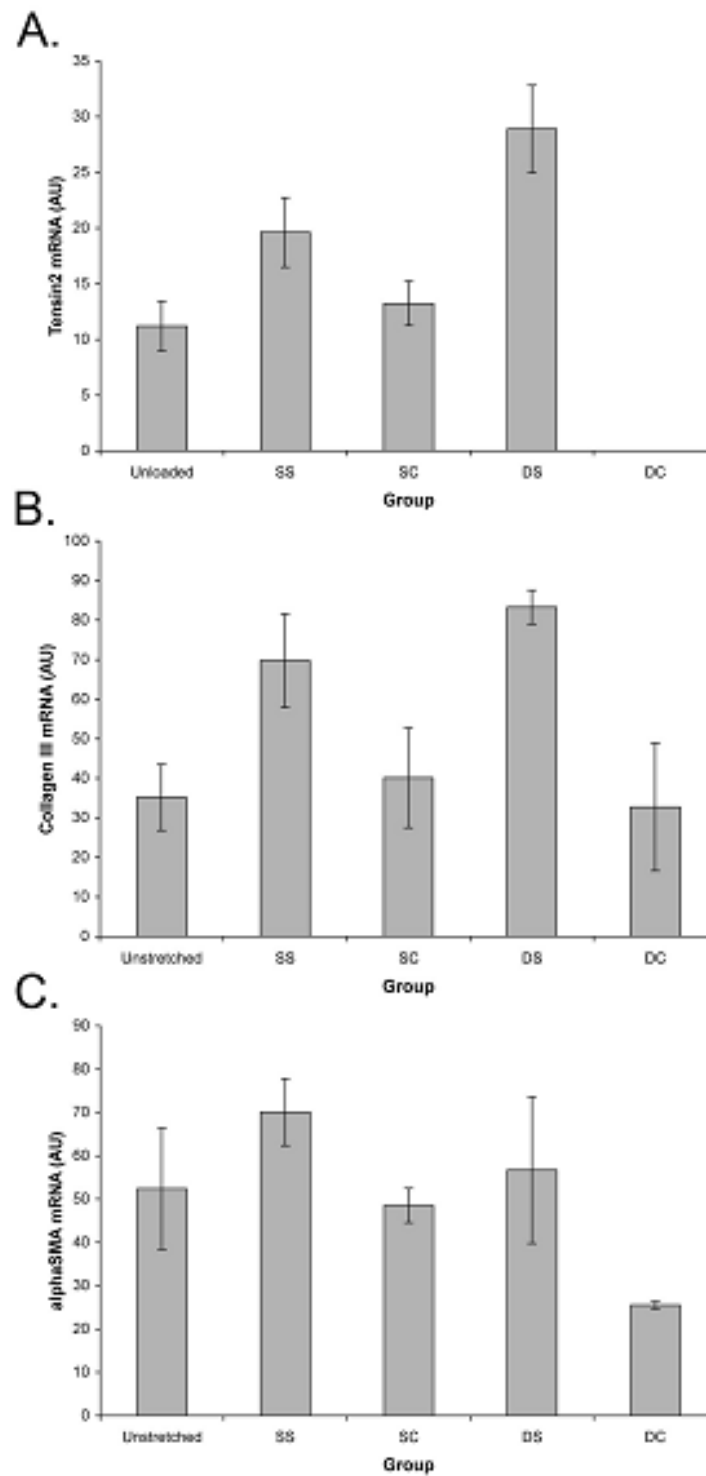 A.
Tensin2 mRNA (AU)
35
30
25
20
15
10
5
0
Unloaded SS SC DS DC
Group
B.
Collagen III mRNA (AU)
100
90
80
70
60
50
40
30
20
10
0
Unstretched SS SC DS DC
Group
C.
alphaSMA mRNA (AU)
90
80
70
60
50
40
30
20
10
0
Unstretched SS SC DS DC
Group